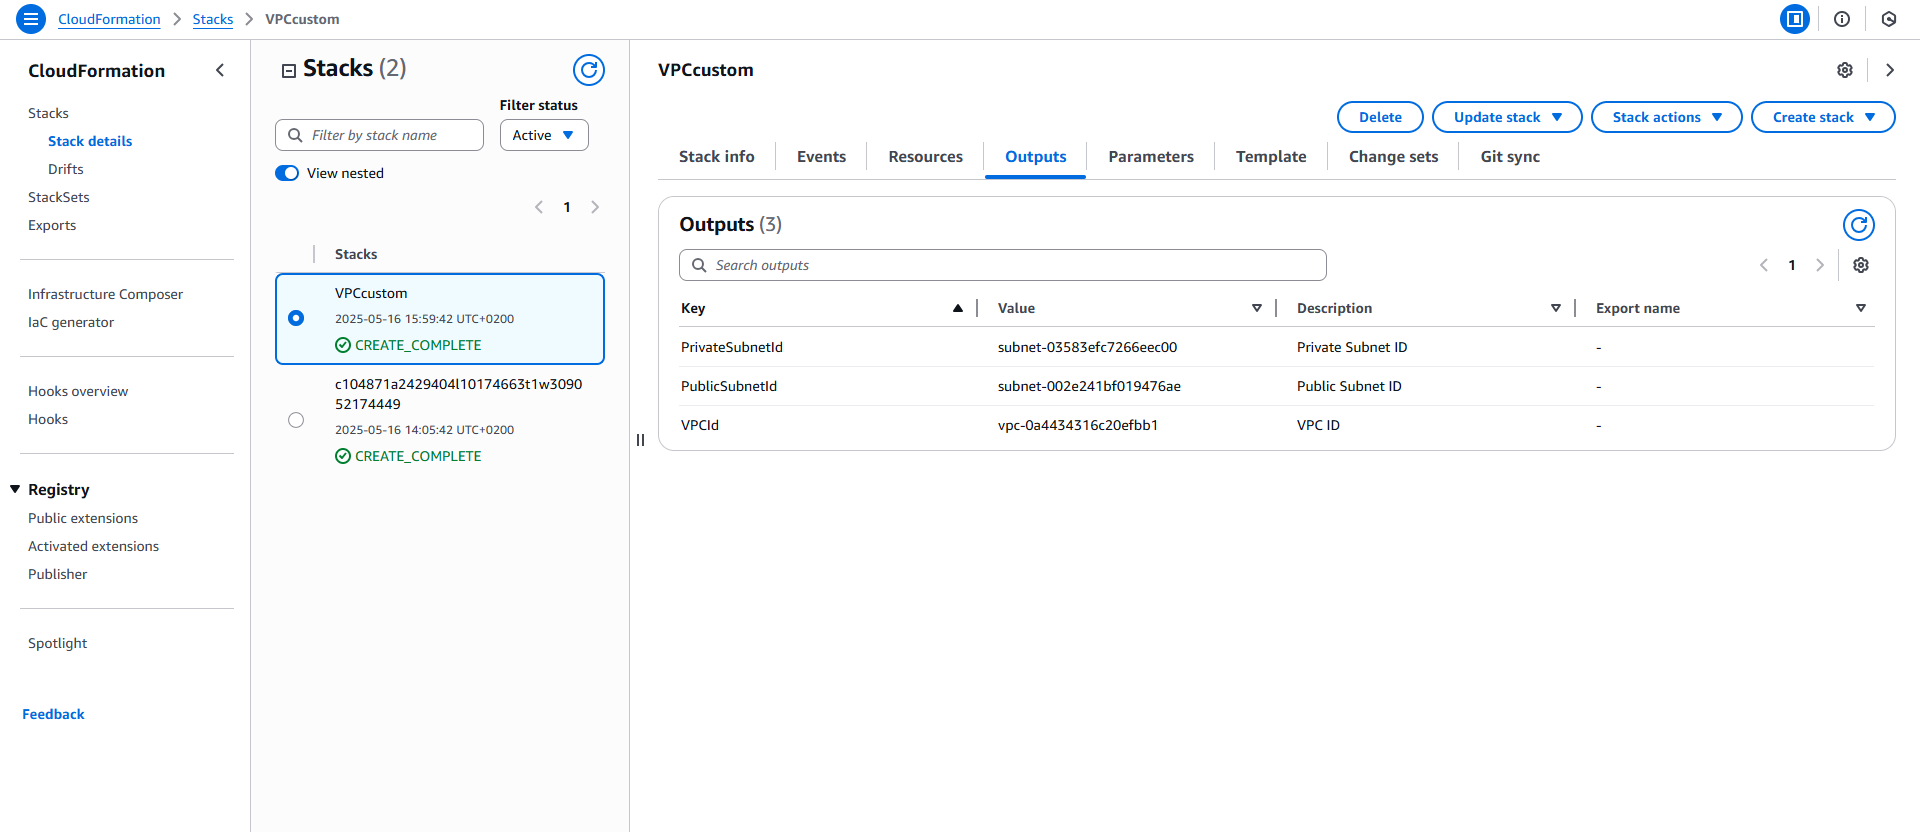 CloudFormation > Stacks > VPCcustom
CloudFormation
Stacks
Stack details
Drifts
StackSets
Exports
Infrastructure Composer
IaC generator
Hooks overview
Hooks
Registry
Public extensions
Activated extensions
Publisher
Spotlight
Feedback
Stacks (2)
Filter status
Filter by stack name
Active
View nested
1
Stacks
VPCcustom
2025-05-16 15:59:42 UTC+0200
CREATE_COMPLETE
c104871a2429404l10174663t1w3090
52174449
2025-05-16 14:05:42 UTC+0200
CREATE_COMPLETE
VPCcustom
Delete Update stack Stack actions Create stack
Stack info Events Resources Outputs Parameters Template Change sets Git sync
Outputs (3)
Search outputs
1
Key Value Description Export name
PrivateSubnetId subnet-03583efc7266eec00 Private Subnet ID -
PublicSubnetId subnet-002e241bf019476ae Public Subnet ID -
VPCId vpc-0a4434316c20efbb1 VPC ID -